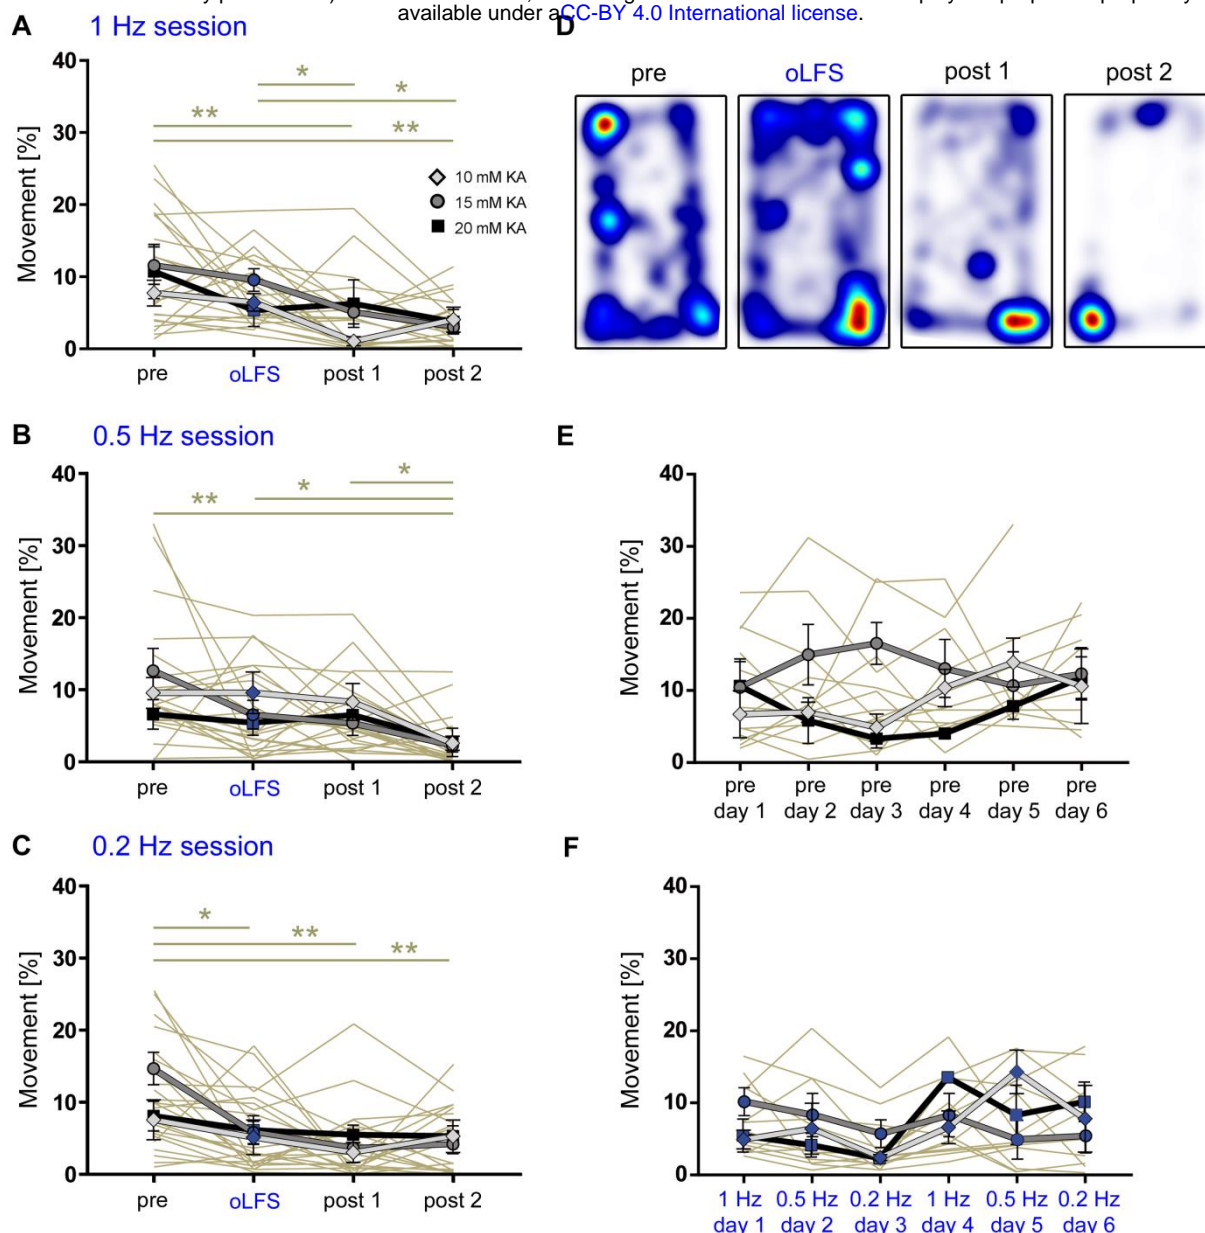 available under aCC-BY 4.0 International license.
A
1 Hz session
40
30
20
10
0
Movement [%]
*
*
**
**
10 mM KA
15 mM KA
20 mM KA
pre
oLFS
post 1
post 2
D
pre
oLFS
post 1
post 2
B
0.5 Hz session
40
30
20
10
0
Movement [%]
*
*
**
pre
oLFS
post 1
post 2
E
40
30
20
10
0
Movement [%]
pre pre pre pre pre pre
day 1 day 2 day 3 day 4 day 5 day 6
C
0.2 Hz session
40
30
20
10
0
Movement [%]
*
**
**
pre
oLFS
post 1
post 2
F
40
30
20
10
0
Movement [%]
1 Hz 0.5 Hz 0.2 Hz 1 Hz 0.5 Hz 0.2 Hz
day 1 day 2 day 3 day 4 day 5 day 6